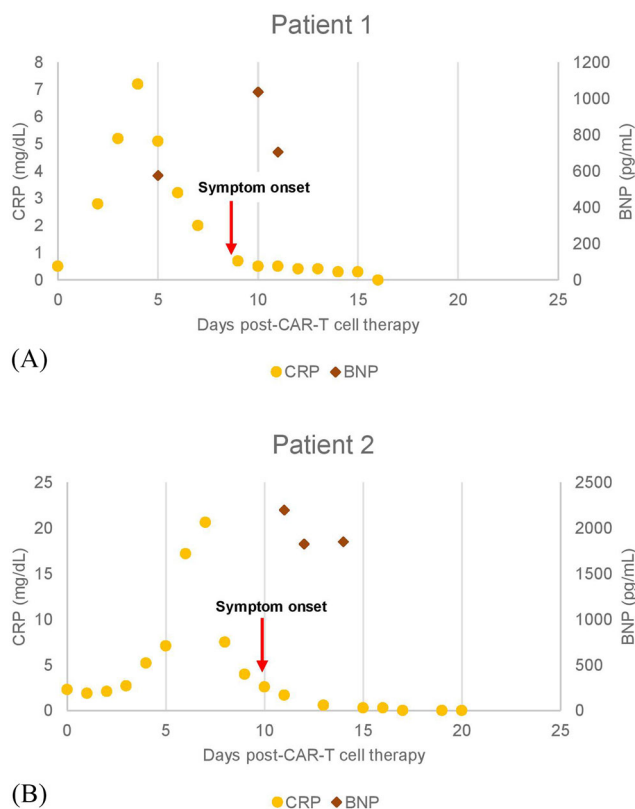 Patient 1
8
7
6
5
4
3
2
1
0
CRP (mg/dL)
1200
1000
800
600
400
200
0
BNP (pg/mL)
Symptom onset
0 5 10 15 20 25
Days post-CAR-T cell therapy
(A)
CRP BNP
Patient 2
25
20
15
10
5
0
CRP (mg/dL)
2500
2000
1500
1000
500
0
BNP (pg/mL)
Symptom onset
0 5 10 15 20 25
Days post-CAR-T cell therapy
(B)
CRP BNP